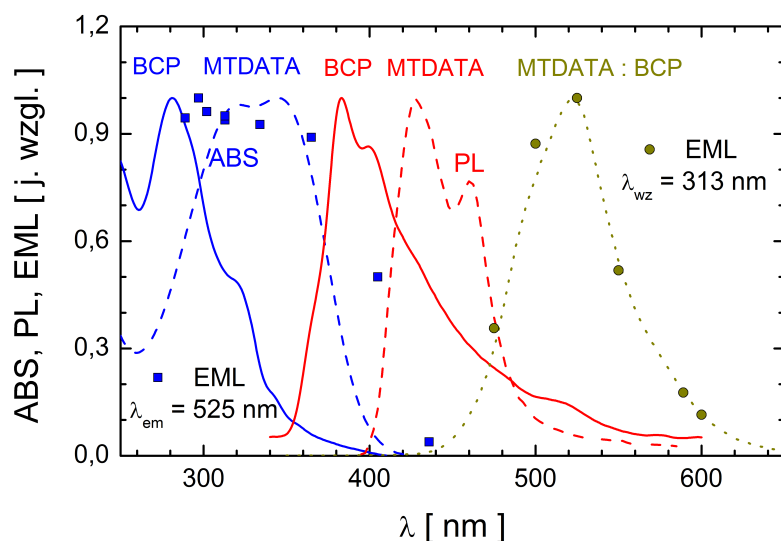 1,2
0,9
0,6
0,3
0,0
ABS, PL, EML [ j. wzgl. ]
BCP MTDATA BCP MTDATA MTDATA : BCP
ABS
PL
EML
λwz = 313 nm
EML
λem = 525 nm
300 400 500 600
λ [ nm ]